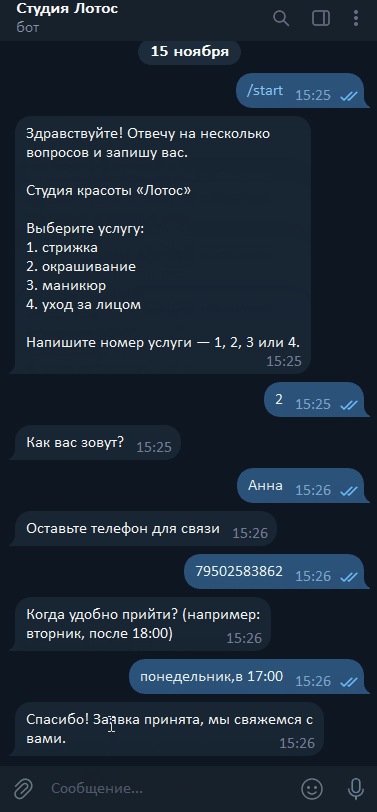 Студия Лотос
бот
15 ноября
/start 15:25
Здравствуйте! Отвечу на несколько
вопросов и запишу вас.
Студия красоты «Лотос»
Выберите услугу:
1. стрижка
2. окрашивание
3. маникюр
4. уход за лицом
Напишите номер услуги — 1, 2, 3 или 4.
15:25
2 15:25
Как вас зовут? 15:25
Анна 15:26
Оставьте телефон для связи 15:26
79502583862 15:26
Когда удобно прийти? (например:
вторник, после 18:00) 15:26
понедельник,в 17:00 15:26
Спасибо! Заявка принята, мы свяжемся с
вами. 15:26
Сообщение...